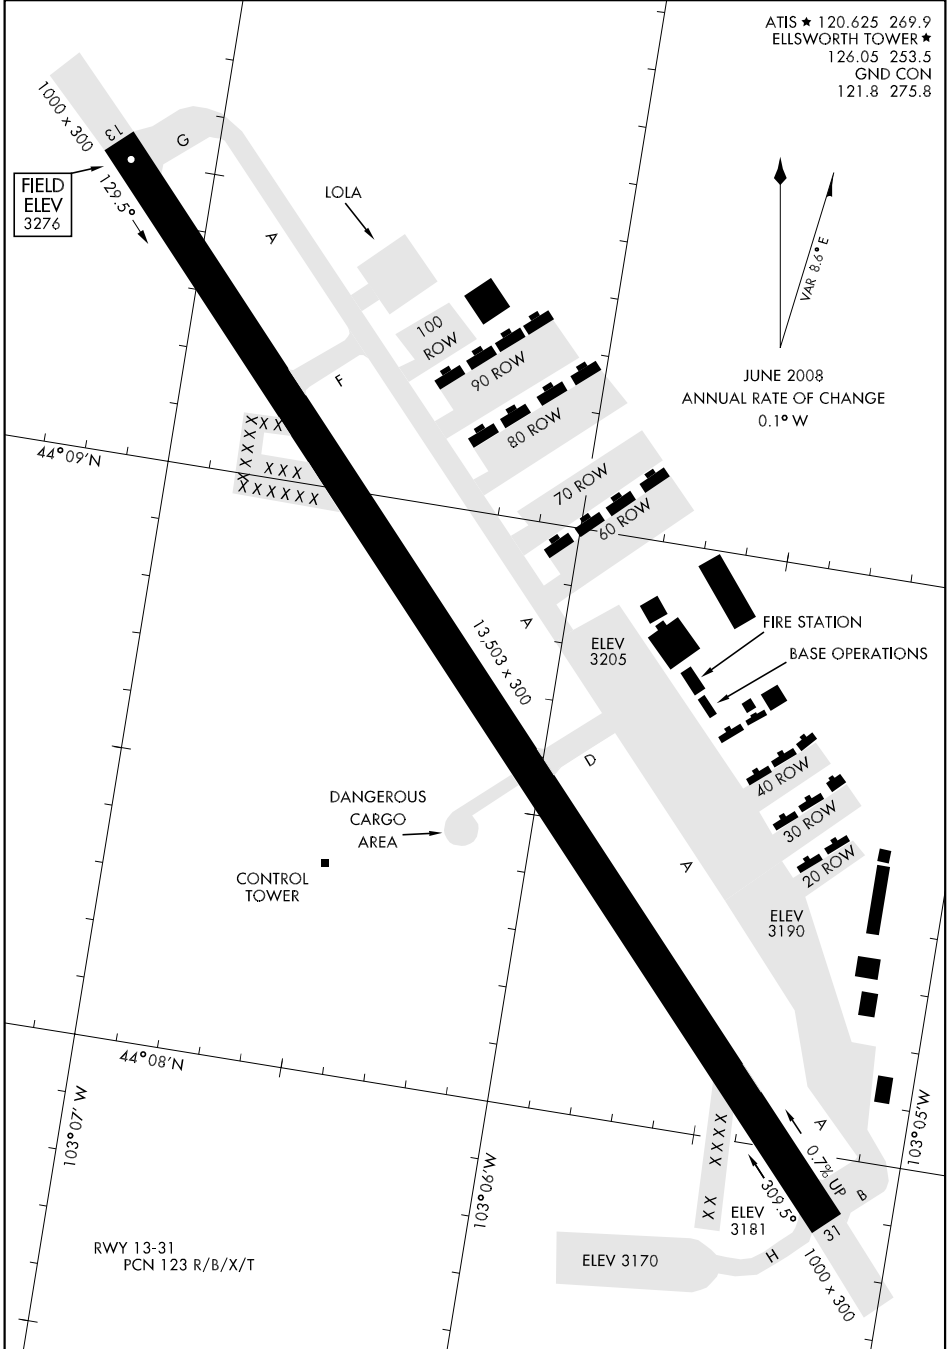 ATIS ★ 120.625 269.9
ELLSWORTH TOWER ★
126.05 253.5
GND CON
121.8 275.8
1000 x 300
13
G
FIELD
ELEV
3276
129.5°
A
LOLA
VAR 8.6° E
JUNE 2008
ANNUAL RATE OF CHANGE
0.1° W
100
ROW
90 ROW
F
80 ROW
44°09'N
X X X
X X X X X
X X X
X X X X X X
70 ROW
60 ROW
13,503 x 300
A
ELEV
3205
FIRE STATION
BASE OPERATIONS
D
40 ROW
30 ROW
20 ROW
DANGEROUS
CARGO
AREA
A
CONTROL
TOWER
ELEV
3190
44°08'N
103°07' W
103°06'W
103°05'W
X X X X
X X
A
0.7% UP
B
309.5°
ELEV
3181
31
H
1000 x 300
ELEV 3170
RWY 13-31
PCN 123 R/B/X/T